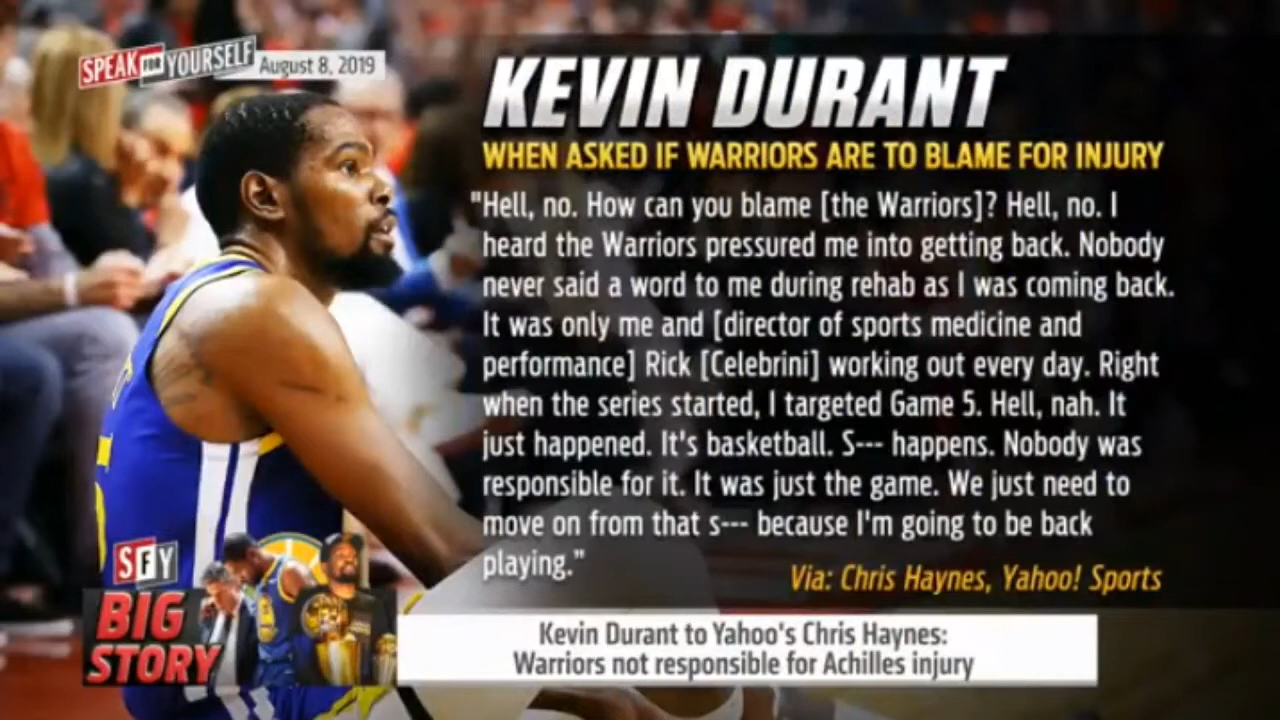 SPEAK FOR YOURSELF
August 8, 2019
KEVIN DURANT
WHEN ASKED IF WARRIORS ARE TO BLAME FOR INJURY
"Hell, no. How can you blame [the Warriors]? Hell, no. I
heard the Warriors pressured me into getting back. Nobody
never said a word to me during rehab as I was coming back.
It was only me and [director of sports medicine and
performance] Rick [Celebrini] working out every day. Right
when the series started, I targeted Game 5. Hell, nah. It
just happened. It's basketball. S--- happens. Nobody was
responsible for it. It was just the game. We just need to
move on from that s--- because I'm going to be back
playing."
Via: Chris Haynes, Yahoo! Sports
SFY
BIG
STORY
Kevin Durant to Yahoo's Chris Haynes:
Warriors not responsible for Achilles injury